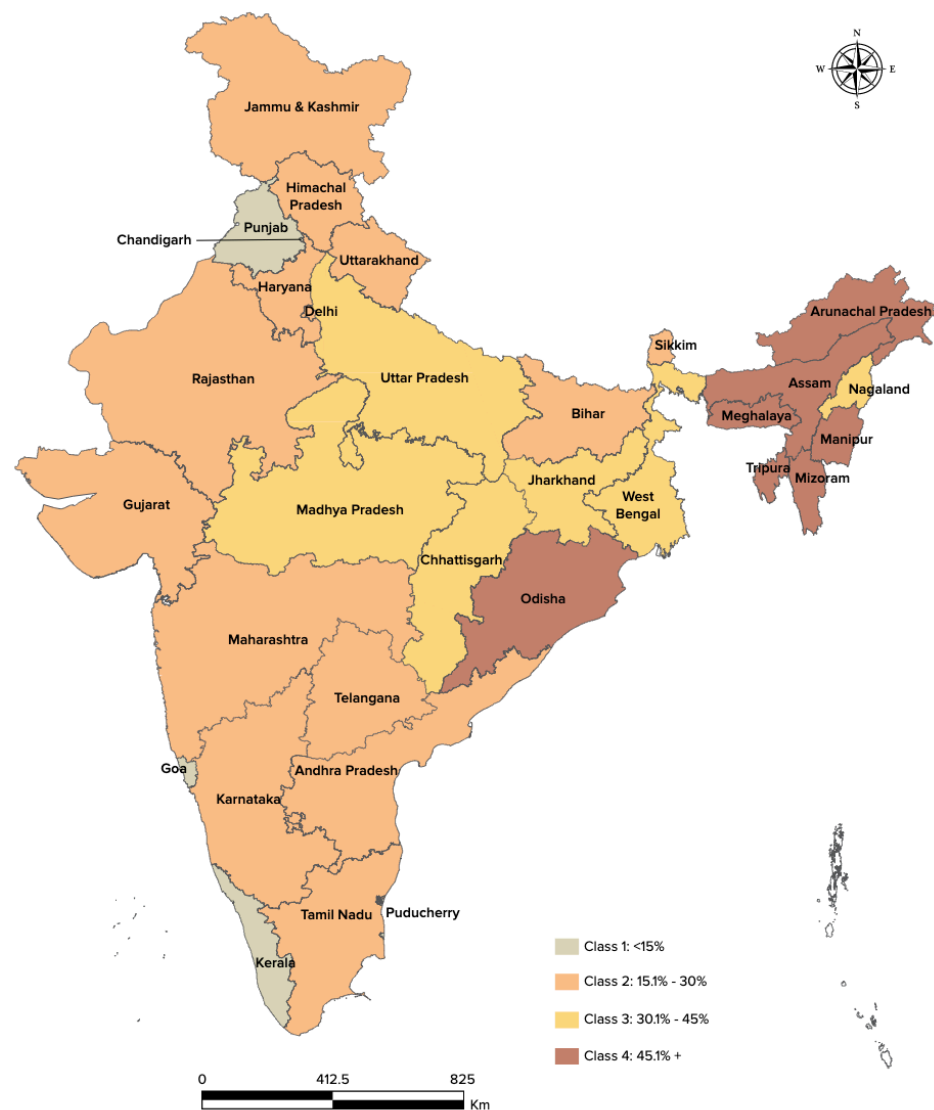 N
W E
S
Jammu & Kashmir
Himachal
Pradesh
Punjab
Chandigarh
Uttarakhand
Haryana
Delhi
Arunachal Pradesh
Sikkim
Rajasthan
Uttar Pradesh
Assam
Nagaland
Bihar
Meghalaya
Manipur
Tripura
Mizoram
Jharkhand
Gujarat
Madhya Pradesh
West
Bengal
Chhattisgarh
Odisha
Maharashtra
Telangana
Goa
Andhra Pradesh
Karnataka
Tamil Nadu
Puducherry
Kerala
Class 1: <15%
Class 2: 15.1% - 30%
Class 3: 30.1% - 45%
Class 4: 45.1% +
0 412.5 825
Km